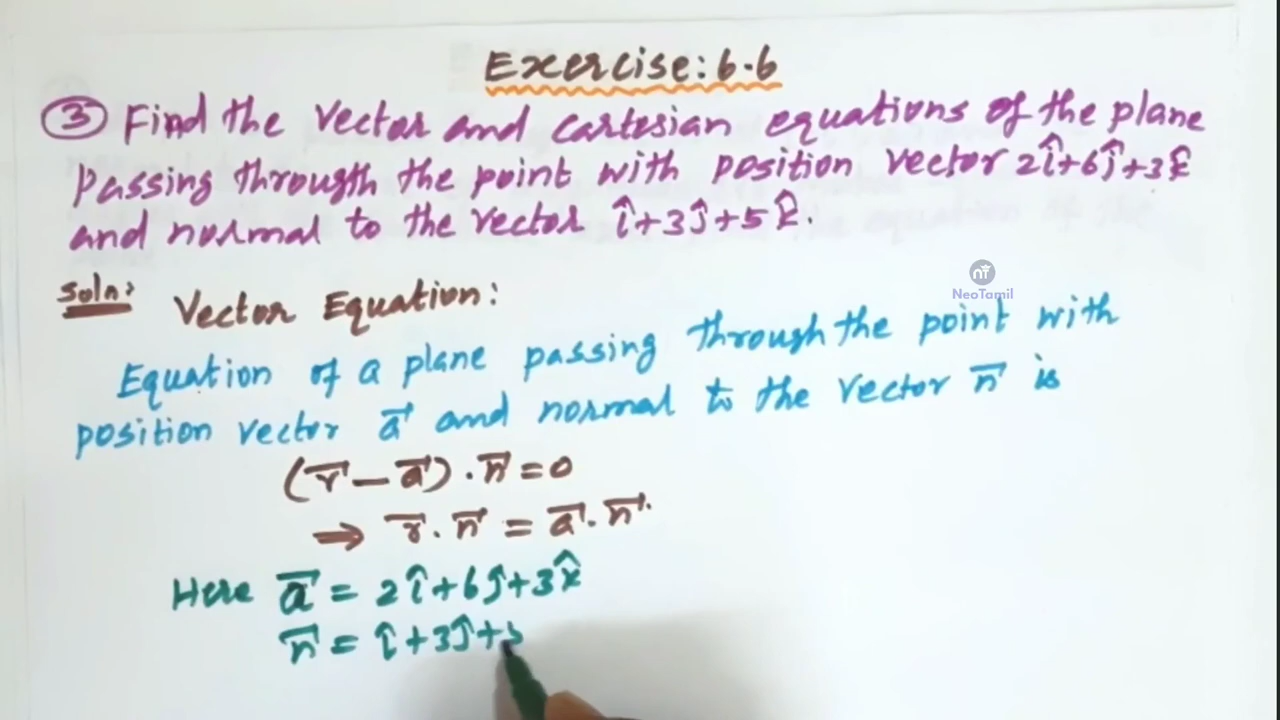 Exercise: 6.6
③ Find the vector and cartesian equations of the plane
passing through the point with position vector 2î+6ĵ+3k̂
and normal to the vector î+3ĵ+5k̂.
Soln:
Vector Equation:
NeoTamil
Equation of a plane passing through the point with
position vector a⃗ and normal to the vector n⃗ is
(r⃗ − a⃗) · n⃗ = 0
⇒ r⃗ · n⃗ = a⃗ · n⃗.
Here a⃗ = 2î+6ĵ+3k̂
n⃗ = î+3ĵ+